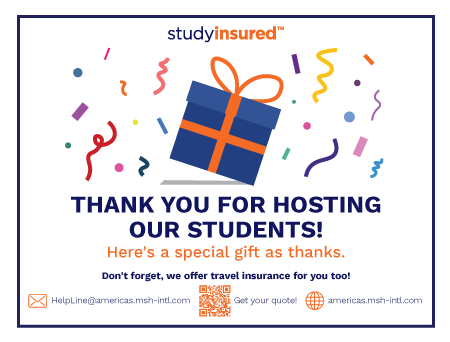 studyinsured™
THANK YOU FOR HOSTING
OUR STUDENTS!
Here's a special gift as thanks.
Don't forget, we offer travel insurance for you too!
HelpLine@americas.msh-intl.com Get your quote! americas.msh-intl.com